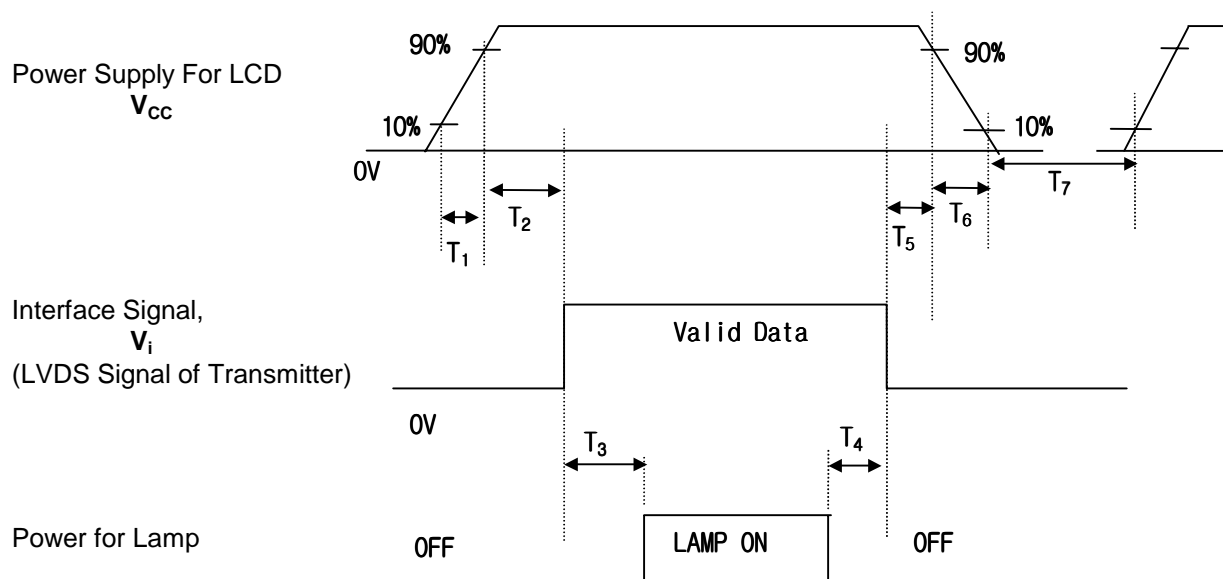 Power Supply For LCD
VCC
90%
10%
0V
90%
10%
T1
T2
T5
T6
T7
Interface Signal,
Vi
(LVDS Signal of Transmitter)
Valid Data
0V
T3
T4
Power for Lamp
OFF
LAMP ON
OFF